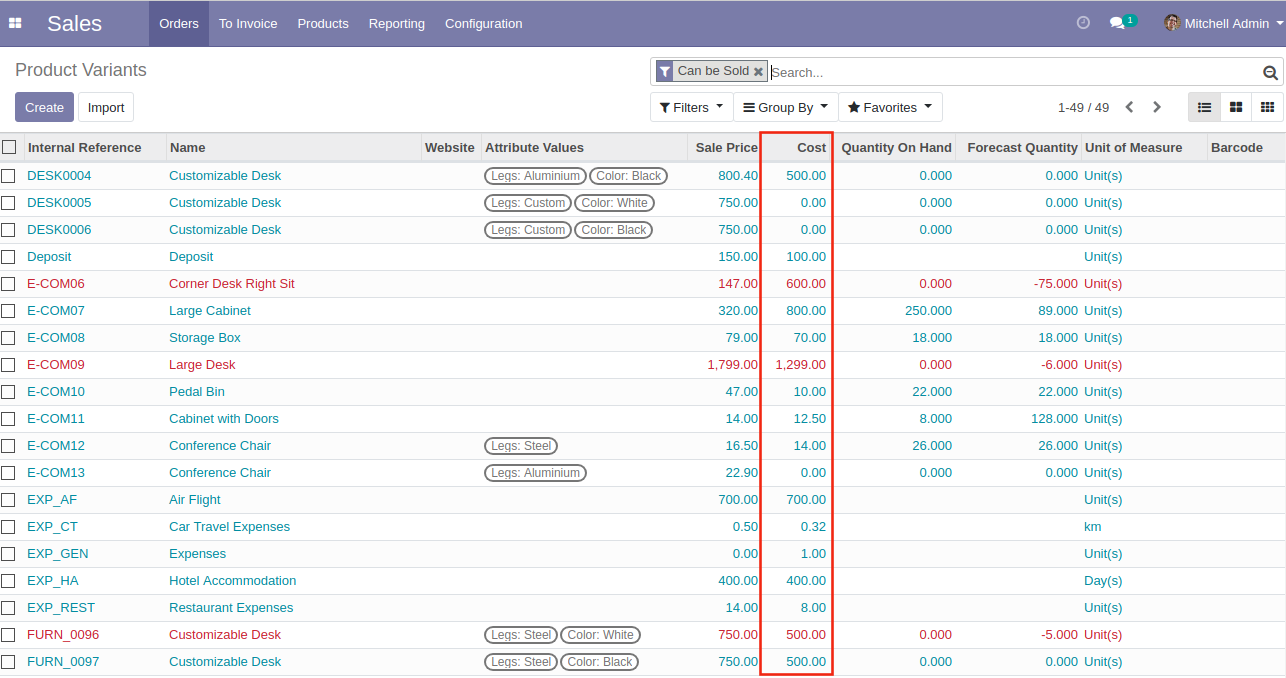 Sales Orders To Invoice Products Reporting Configuration 1 Mitchell Admin
Product Variants Can be Sold Search...
Create Import Filters Group By Favorites 1-49 / 49
Internal Reference Name Website Attribute Values Sale Price Cost Quantity On Hand Forecast Quantity Unit of Measure Barcode
DESK0004 Customizable Desk Legs: Aluminium Color: Black 800.40 500.00 0.000 0.000 Unit(s)
DESK0005 Customizable Desk Legs: Custom Color: White 750.00 0.00 0.000 0.000 Unit(s)
DESK0006 Customizable Desk Legs: Custom Color: Black 750.00 0.00 0.000 0.000 Unit(s)
Deposit Deposit 150.00 100.00 Unit(s)
E-COM06 Corner Desk Right Sit 147.00 600.00 0.000 -75.000 Unit(s)
E-COM07 Large Cabinet 320.00 800.00 250.000 89.000 Unit(s)
E-COM08 Storage Box 79.00 70.00 18.000 18.000 Unit(s)
E-COM09 Large Desk 1,799.00 1,299.00 0.000 -6.000 Unit(s)
E-COM10 Pedal Bin 47.00 10.00 22.000 22.000 Unit(s)
E-COM11 Cabinet with Doors 14.00 12.50 8.000 128.000 Unit(s)
E-COM12 Conference Chair Legs: Steel 16.50 14.00 26.000 26.000 Unit(s)
E-COM13 Conference Chair Legs: Aluminium 22.90 0.00 0.000 0.000 Unit(s)
EXP_AF Air Flight 700.00 700.00 Unit(s)
EXP_CT Car Travel Expenses 0.50 0.32 km
EXP_GEN Expenses 0.00 1.00 Unit(s)
EXP_HA Hotel Accommodation 400.00 400.00 Day(s)
EXP_REST Restaurant Expenses 14.00 8.00 Unit(s)
FURN_0096 Customizable Desk Legs: Steel Color: White 750.00 500.00 0.000 -5.000 Unit(s)
FURN_0097 Customizable Desk Legs: Steel Color: Black 750.00 500.00 0.000 0.000 Unit(s)